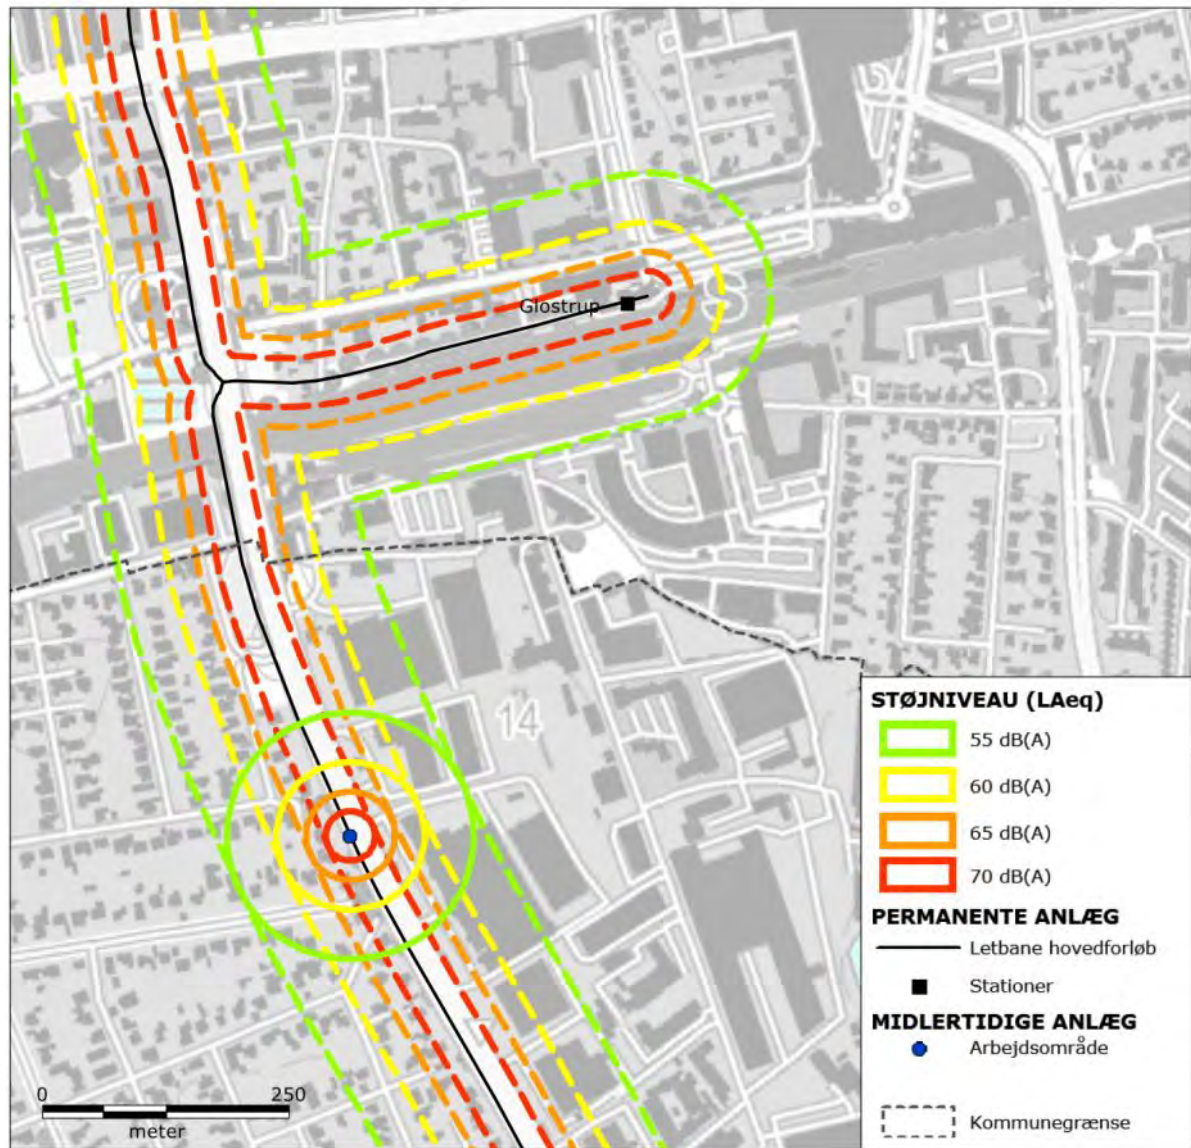 Glostrup
14
STØJNIVEAU (LAeq)
55 dB(A)
60 dB(A)
65 dB(A)
70 dB(A)
PERMANENTE ANLÆG
Letbane hovedforløb
Stationer
MIDLERTIDIGE ANLÆG
Arbejdsområde
Kommunegrænse
0 250
meter